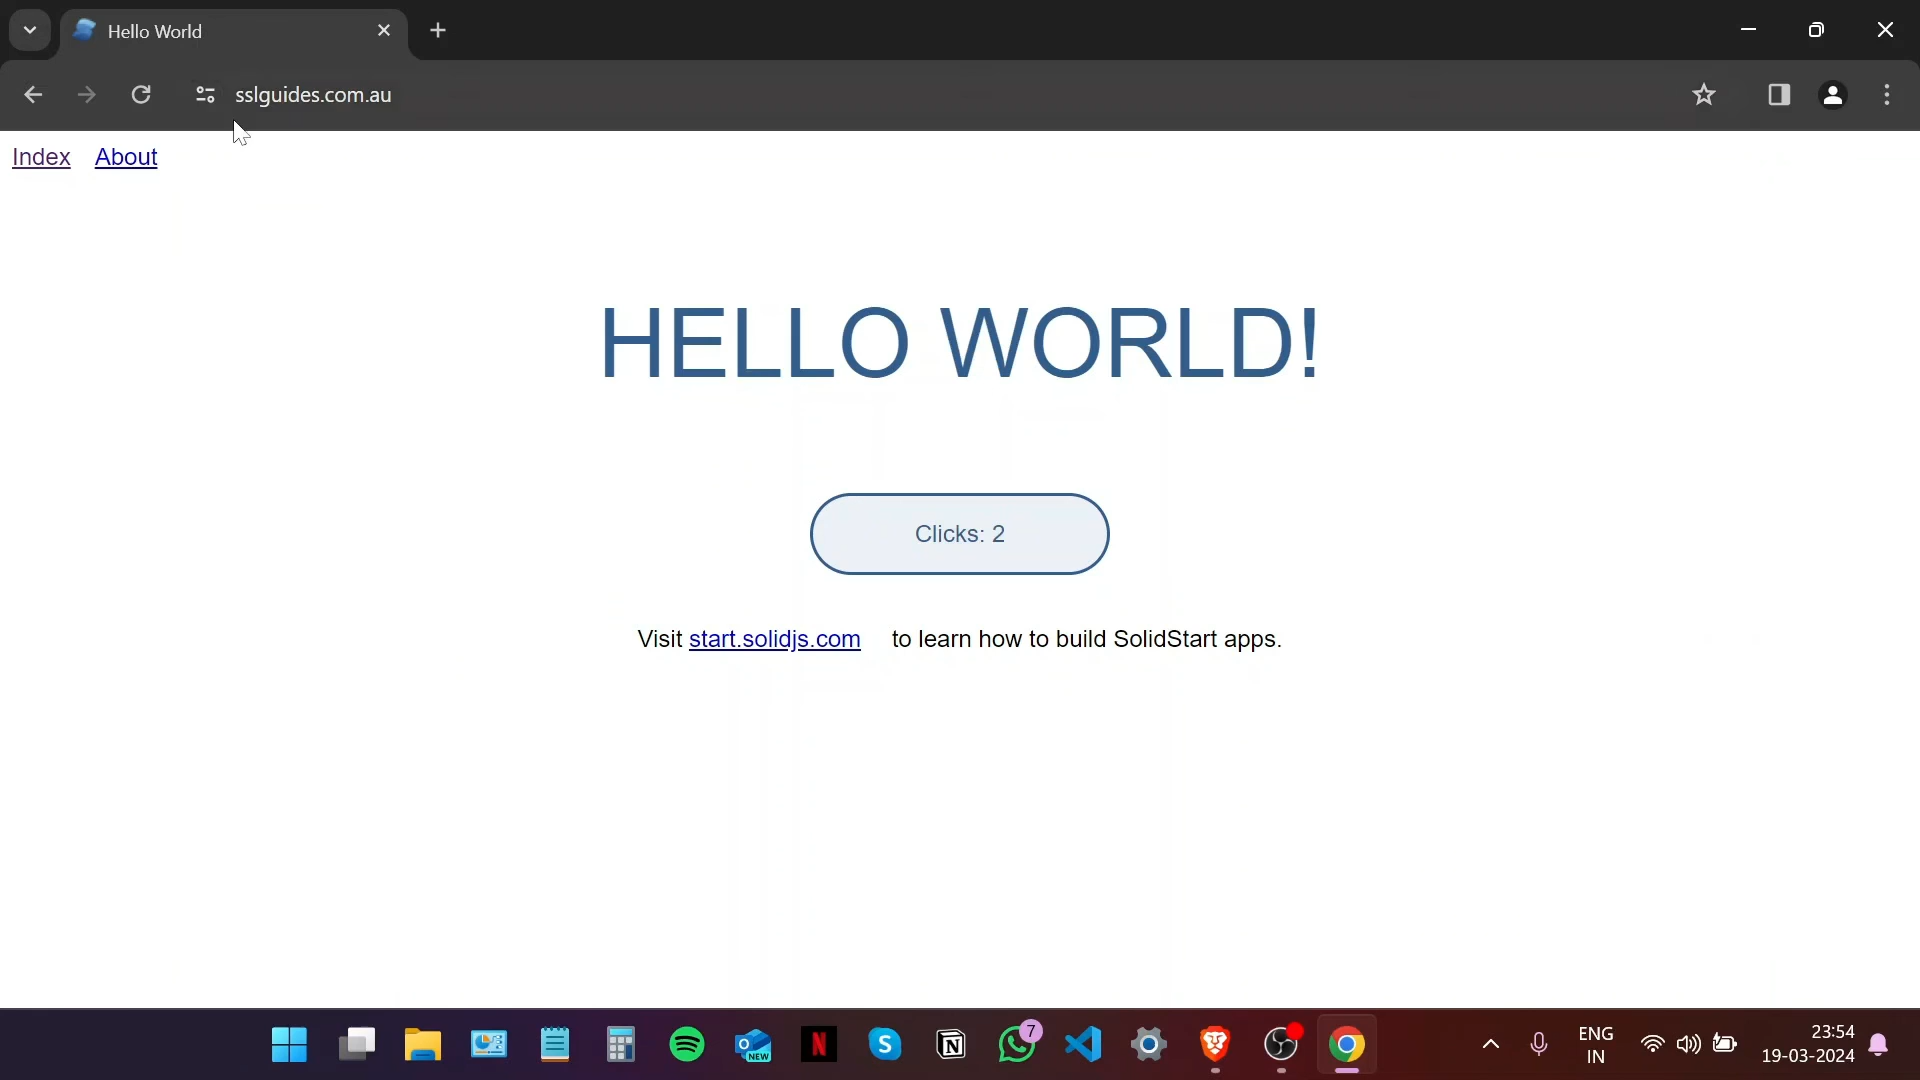 Hello World
sslguides.com.au
Index About
HELLO WORLD!
Clicks: 2
Visit start.solidjs.com to learn how to build SolidStart apps.
NEW
N
S
N
7
ENG
IN
23:54
19-03-2024